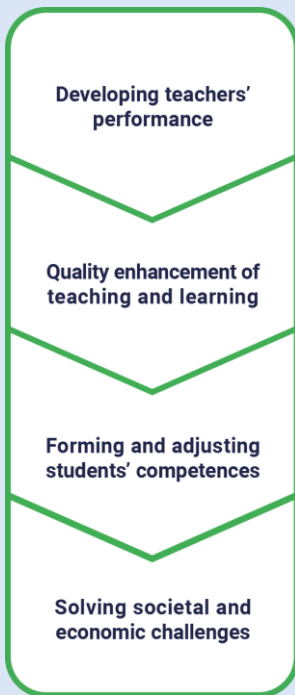 Developing teachers’
performance
Quality enhancement of
teaching and learning
Forming and adjusting
students’ competences
Solving societal and
economic challenges